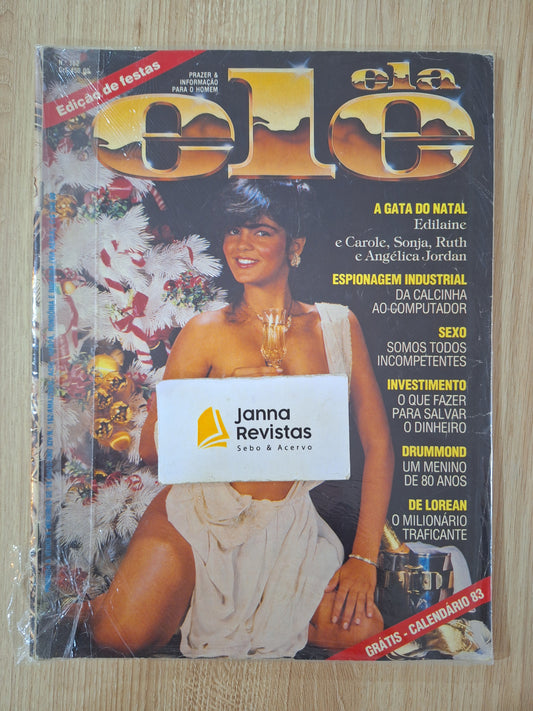 Nº 152
Edição de festas
PRAZER &
INFORMAÇÃO
PARA O HOMEM
ela
ele
A GATA DO NATAL
Edilaine
e Carole, Sonja, Ruth
e Angélica Jordan
ESPIONAGEM INDUSTRIAL
DA CALCINHA
AO COMPUTADOR
SEXO
SOMOS TODOS
INCOMPETENTES
INVESTIMENTO
O QUE FAZER
PARA SALVAR
O DINHEIRO
DRUMMOND
UM MENINO
DE 80 ANOS
DE LOREAN
O MILIONÁRIO
TRAFICANTE
Janna
Revistas
Sebo & Acervo
GRÁTIS - CALENDÁRIO 83